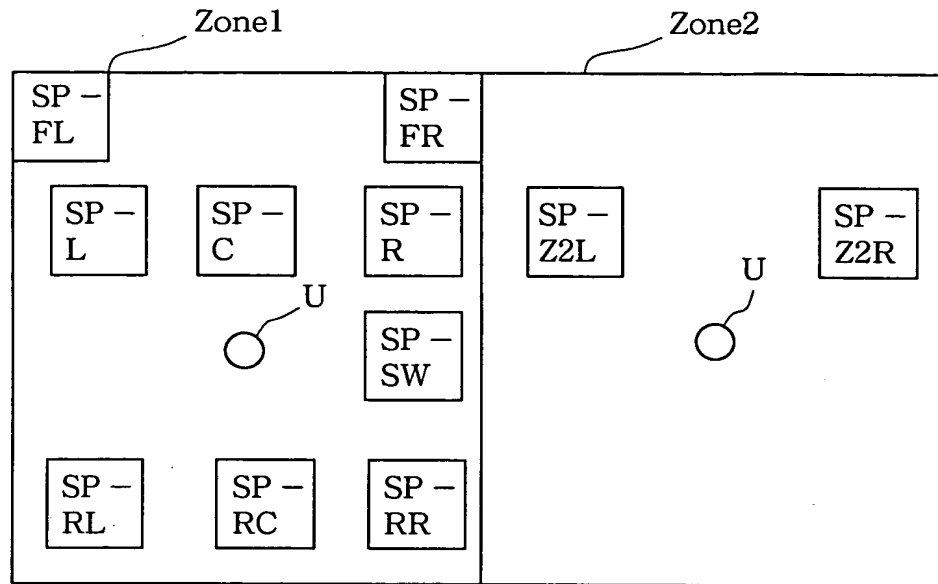 Zone1
Zone2
SP-
FL
SP-
FR
SP-
L
SP-
C
SP-
R
SP-
Z2L
SP-
Z2R
U
U
SP-
SW
SP-
RL
SP-
RC
SP-
RR